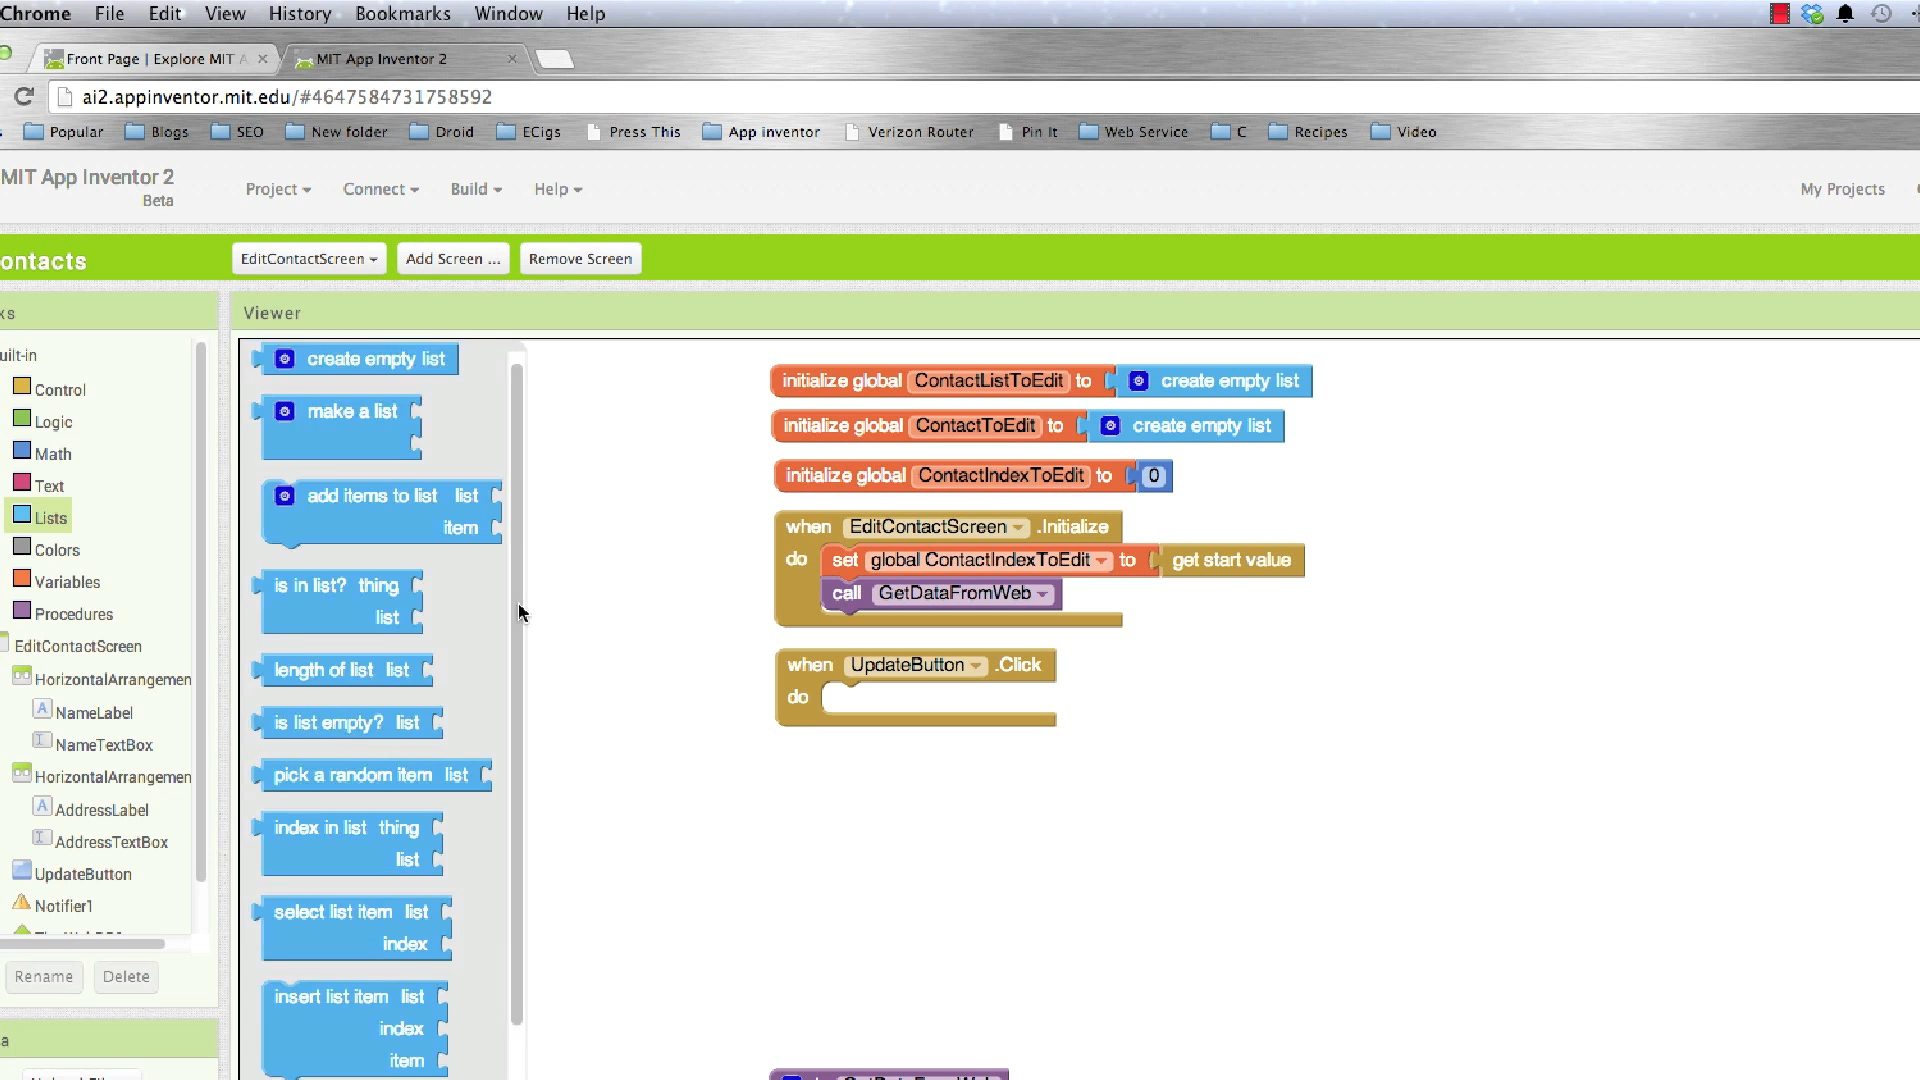 Chrome File Edit View History Bookmarks Window Help
Front Page | Explore MIT A MIT App Inventor 2
ai2.appinventor.mit.edu/#4647584731758592
Popular Blogs SEO New folder Droid ECigs Press This App inventor Verizon Router Pin It Web Service C Recipes Video
MIT App Inventor 2
Beta
Project Connect Build Help My Projects
ontacts EditContactScreen Add Screen ... Remove Screen
ks Viewer
uilt-in
Control
Logic
Math
Text
Lists
Colors
Variables
Procedures
EditContactScreen
HorizontalArrangemen
NameLabel
NameTextBox
HorizontalArrangemen
AddressLabel
AddressTextBox
UpdateButton
Notifier1
Rename Delete
a
create empty list
make a list
add items to list list
item
is in list? thing
list
length of list list
is list empty? list
pick a random item list
index in list thing
list
select list item list
index
insert list item list
index
item
initialize global ContactListToEdit to create empty list
initialize global ContactToEdit to create empty list
initialize global ContactIndexToEdit to 0
when EditContactScreen .Initialize
do set global ContactIndexToEdit to get start value
call GetDataFromWeb
when UpdateButton .Click
do